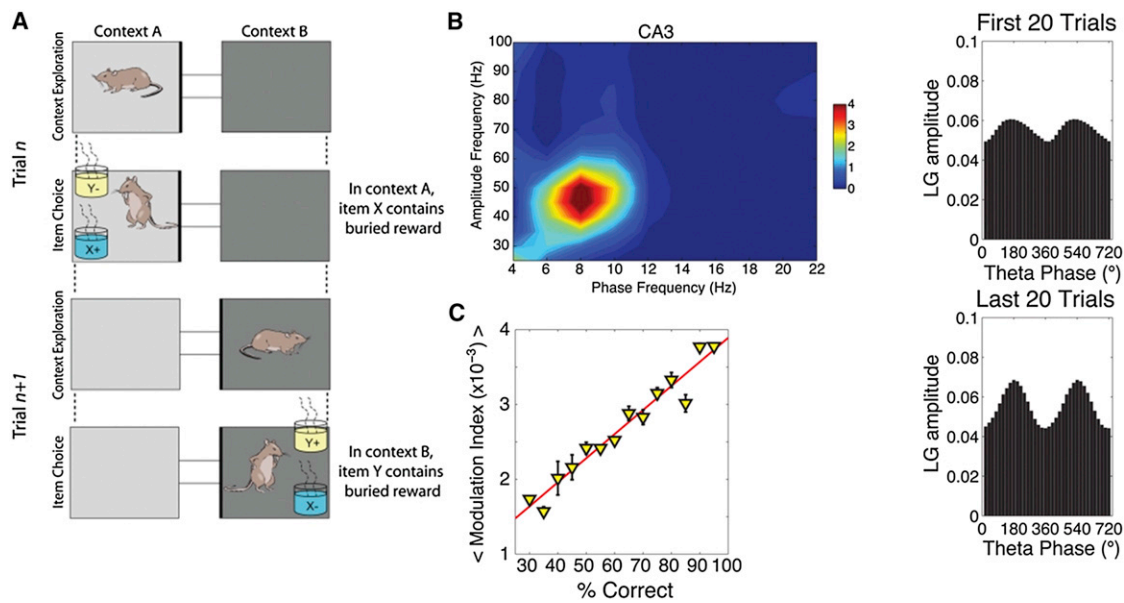 A
Context A
Context B
Trial n
Context Exploration
Item Choice
Y-
X+
In context A,
item X contains
buried reward
Trial n+1
Context Exploration
Item Choice
Y+
X-
In context B,
item Y contains
buried reward
B
CA3
Amplitude Frequency (Hz)
100
90
80
70
60
50
40
30
4 6 8 10 12 14 16 18 20 22
Phase Frequency (Hz)
4
3
2
1
0
C
< Modulation Index (x10⁻³) >
4
3
2
1
30 40 50 60 70 80 90 100
% Correct
First 20 Trials
LG amplitude
0.1
0.08
0.06
0.04
0.02
0
0 180 360 540 720
Theta Phase (°)
Last 20 Trials
LG amplitude
0.1
0.08
0.06
0.04
0.02
0
0 180 360 540 720
Theta Phase (°)